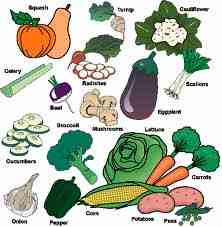 Squash
Turnip
Cauliflower
Celery
Radishes
Scallions
Beet
Mushrooms
Eggplant
Broccoli
Lettuce
Cucumbers
Carrots
Onion
Pepper
Corn
Potatoes
Peas